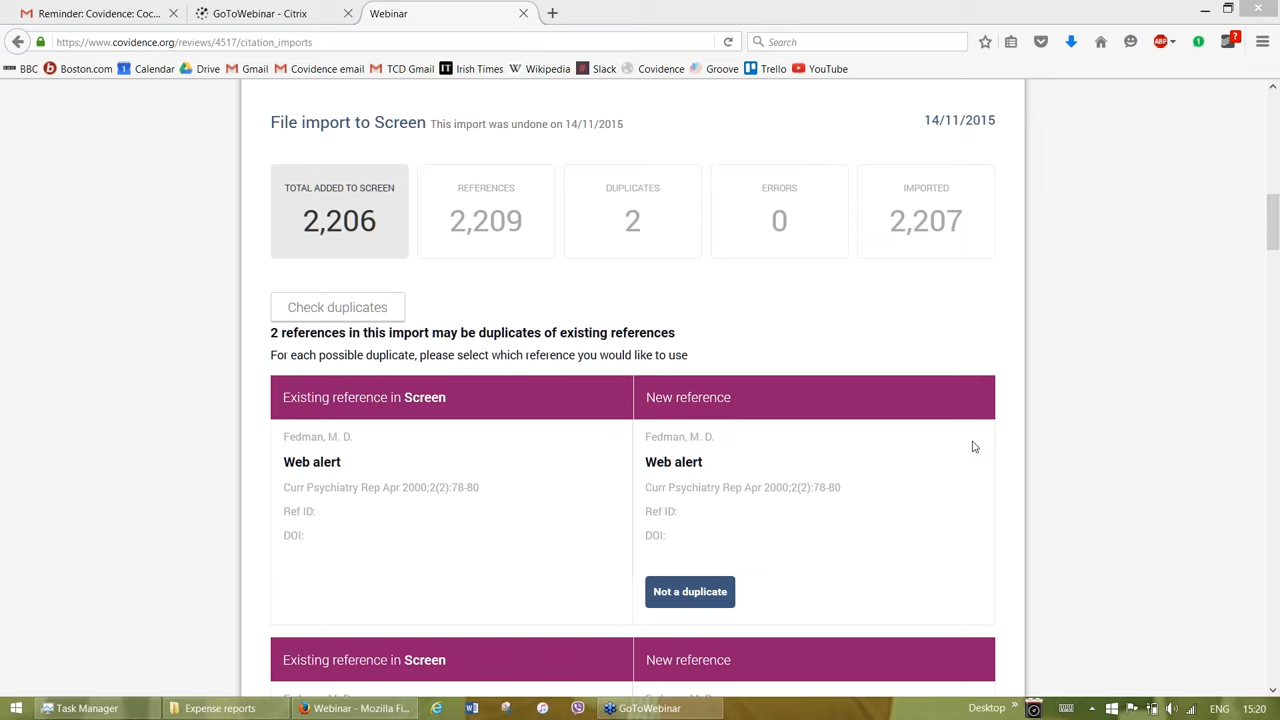 Reminder: Covidence: Coc...
GoToWebinar - Citrix
Webinar
https://www.covidence.org/reviews/4517/citation_imports
Search
ABP
1
?
BBC
Boston.com
1 Calendar
Drive
Gmail
Covidence email
TCD Gmail
IT Irish Times
W Wikipedia
Slack
Covidence
Groove
Trello
YouTube
File import to Screen This import was undone on 14/11/2015
14/11/2015
TOTAL ADDED TO SCREEN
2,206
REFERENCES
2,209
DUPLICATES
2
ERRORS
0
IMPORTED
2,207
Check duplicates
2 references in this import may be duplicates of existing references
For each possible duplicate, please select which reference you would like to use
Existing reference in Screen
New reference
Fedman, M. D.
Web alert
Curr Psychiatry Rep Apr 2000;2(2):78-80
Ref ID:
DOI:
Fedman, M. D.
Web alert
Curr Psychiatry Rep Apr 2000;2(2):78-80
Ref ID:
DOI:
Not a duplicate
Existing reference in Screen
New reference
Task Manager
Expense reports
Webinar - Mozilla Fi...
GoToWebinar
Desktop
ENG
15:20